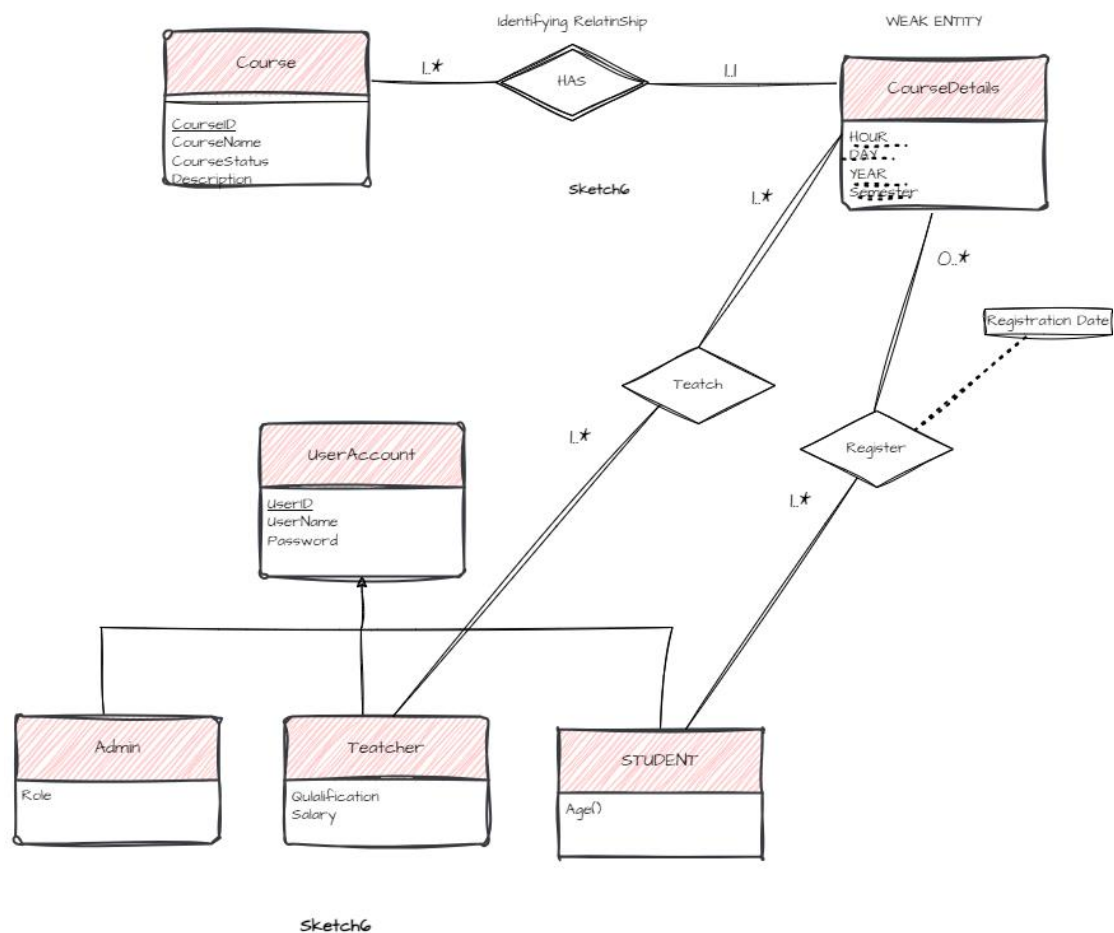 Identifying RelatinShip
WEAK ENTITY
Course
1..*
HAS
1..1
CourseDetails
CourseID
CourseName
CourseStatus
Description
HOUR
DAY
YEAR
Semester
Sketch6
1..*
0..*
Registration Date
Teatch
1..*
Register
1..*
UserAccount
UserID
UserName
Password
Admin
Role
Teatcher
Qulalification
Salary
STUDENT
Age()
Sketch6